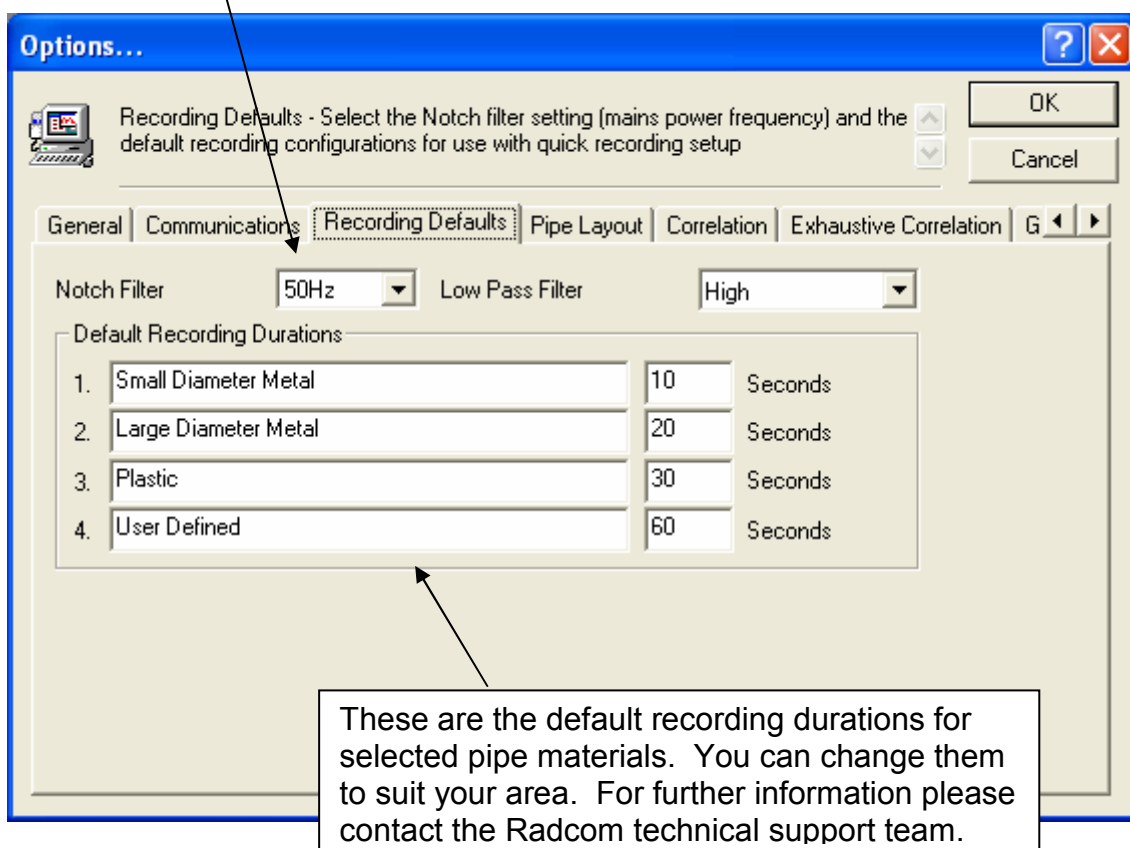 Options...
Recording Defaults - Select the Notch filter setting (mains power frequency) and the
default recording configurations for use with quick recording setup
OK
Cancel
General Communications Recording Defaults Pipe Layout Correlation Exhaustive Correlation G
Notch Filter 50Hz Low Pass Filter High
Default Recording Durations
1. Small Diameter Metal 10 Seconds
2. Large Diameter Metal 20 Seconds
3. Plastic 30 Seconds
4. User Defined 60 Seconds
These are the default recording durations for
selected pipe materials. You can change them
to suit your area. For further information please
contact the Radcom technical support team.